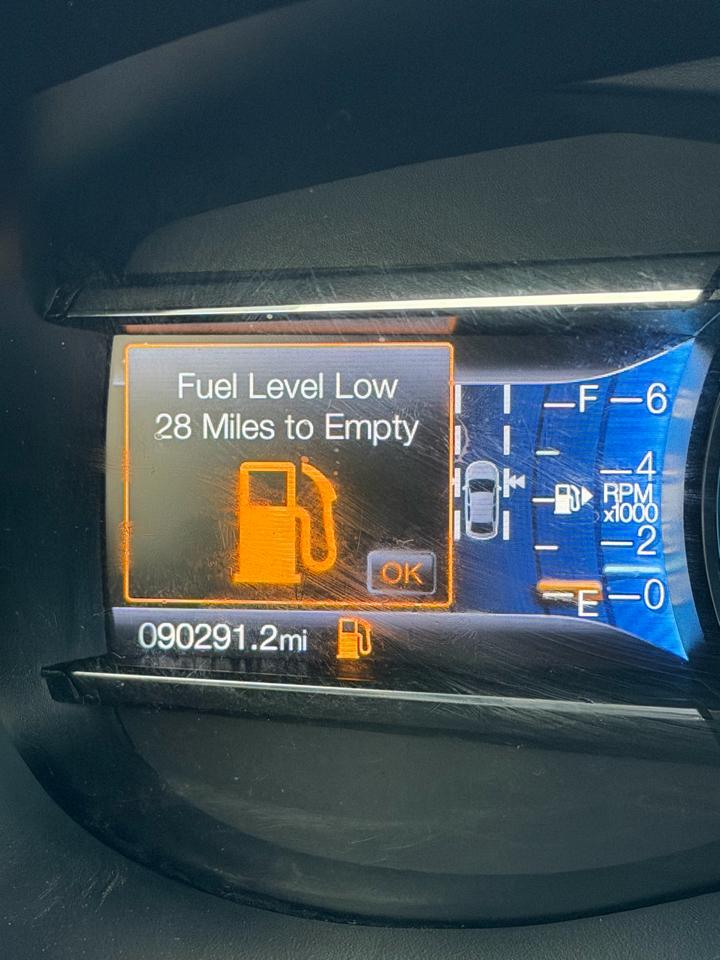 Fuel Level Low
28 Miles to Empty
OK
090291.2mi
F
E
6
4
RPM
x1000
2
0